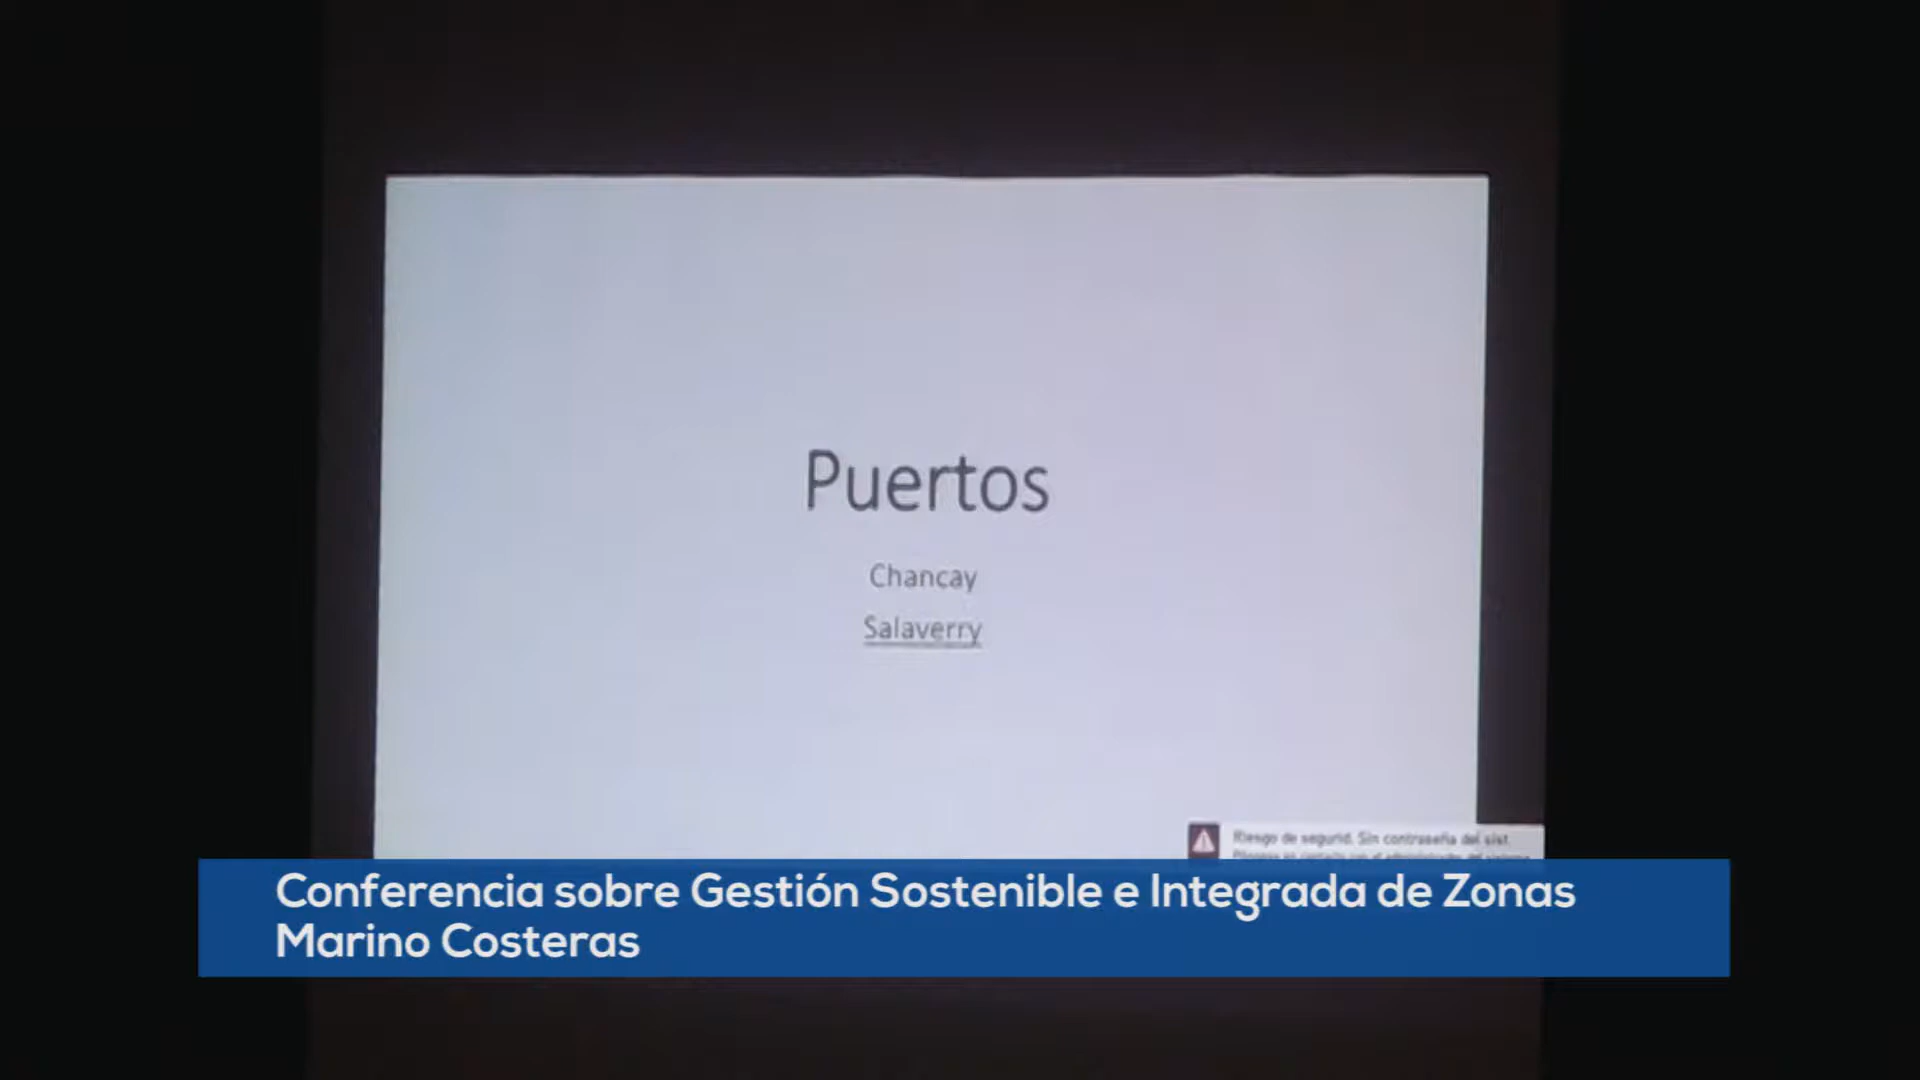 Puertos
Chancay
Salaverry
Riesgo de segurid. Sin contraseña del sist
Conferencia sobre Gestión Sostenible e Integrada de Zonas
Marino Costeras